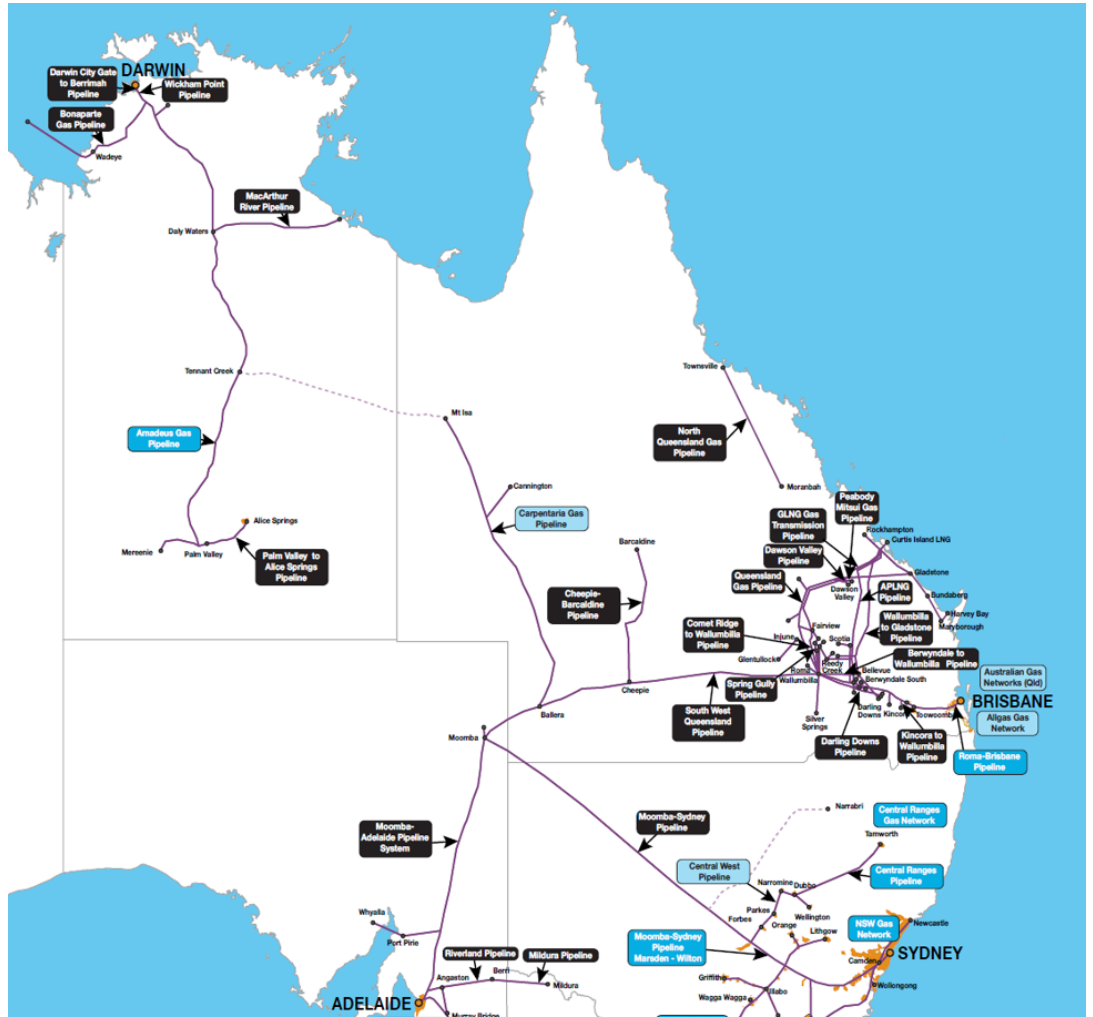 Darwin City Gate
to Berrimah
Pipeline
DARWIN
Wickham Point
Pipeline
Bonaparte
Gas Pipeline
Wadeye
MacArthur
River Pipeline
Daly Waters
Tennant Creek
Townsville
Mt Isa
Amadeus Gas
Pipeline
North
Queensland Gas
Pipeline
Cannington
Moranbah
Peabody
Mitsui Gas
Pipeline
Carpentaria Gas
Pipeline
GLNG Gas
Transmission
Pipeline
Alice Springs
Rockhampton
Curtis Island LNG
Barcaldine
Mereenie
Palm Valley
Palm Valley to
Alice Springs
Pipeline
Dawson Valley
Pipeline
Gladstone
Queensland
Gas Pipeline
Dawson
Valley
APLNG
Pipeline
Bundaberg
Cheepie-
Barcaldine
Pipeline
Harvey Bay
Maryborough
Comet Ridge
to Wallumbilla
Pipeline
Fairview
Injune
Scotia
Wallumbilla
to Gladstone
Pipeline
Glentullock
Reedy
Creek
Berwyndale to
Wallumbilla Pipeline
Roma
Wallumbilla
Bellevue
Berwyndale South
Australian Gas
Networks (Qld)
Cheepie
Spring Gully
Pipeline
BRISBANE
Ballera
South West
Queensland
Pipeline
Silver
Springs
Darling
Downs
Kincora
Toowoomb
Allgas Gas
Network
Moomba
Darling Downs
Pipeline
Kincora to
Wallumbilla
Pipeline
Roma-Brisbane
Pipeline
Narrabri
Central Ranges
Gas Network
Moomba-
Adelaide Pipeline
System
Moomba-Sydney
Pipeline
Tamworth
Central West
Pipeline
Central Ranges
Pipeline
Narromine
Dubbo
Whyalla
Parkes
Forbes
Wellington
Newcastle
Port Pirie
Orange
Lithgow
NSW Gas
Network
Moomba-Sydney
Pipeline
Marsden - Wilton
Riverland Pipeline
Mildura Pipeline
SYDNEY
Camden
Angaston
Berri
Mildura
Griffith
Illabo
Wollongong
ADELAIDE
Wagga Wagga
Murray Bridge